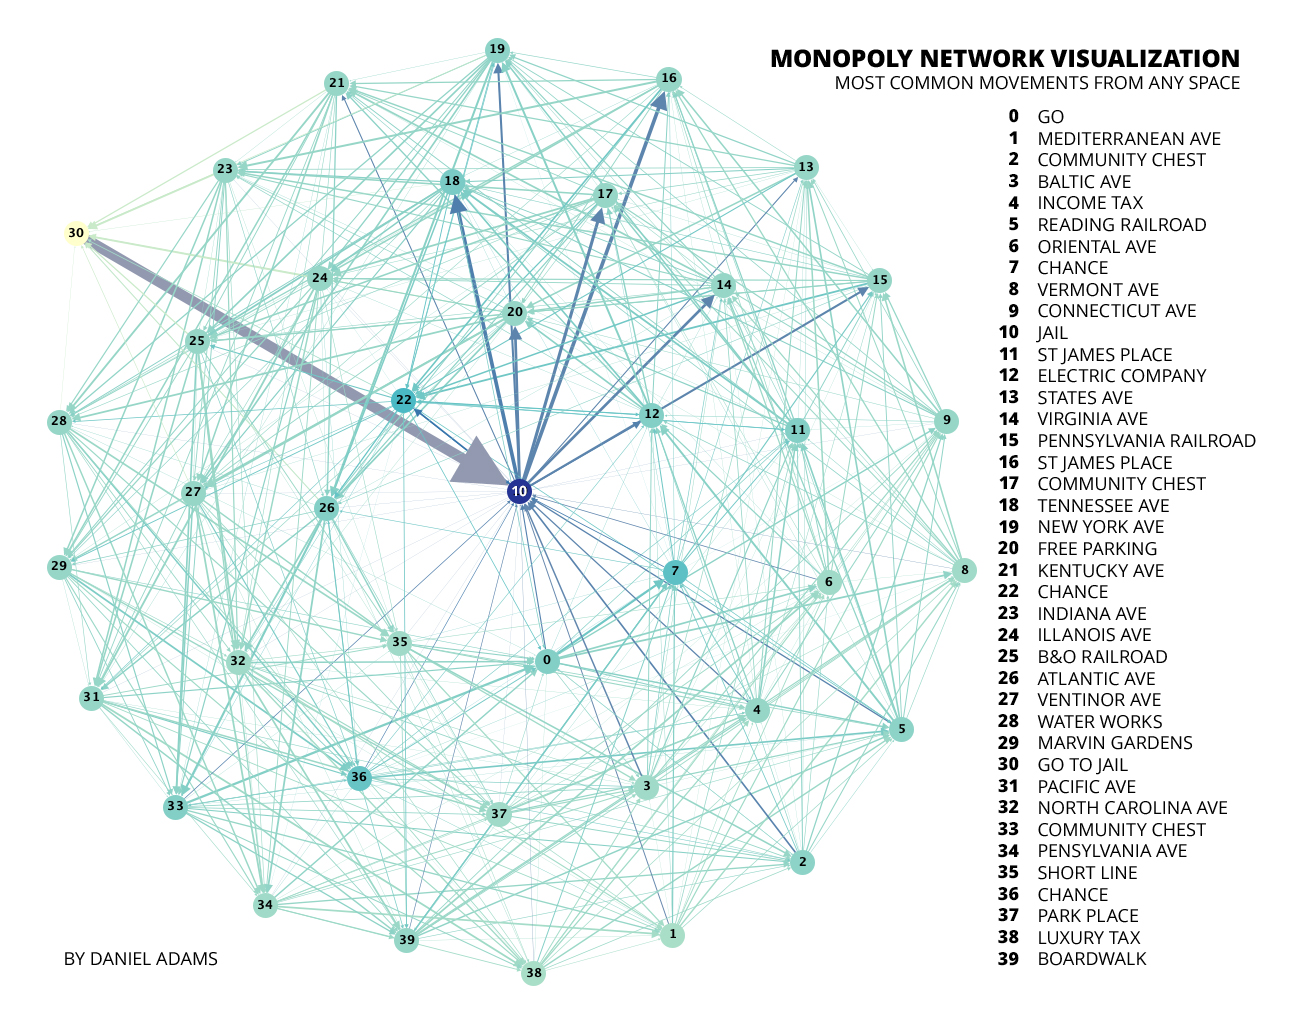 MONOPOLY NETWORK VISUALIZATION
MOST COMMON MOVEMENTS FROM ANY SPACE
0 GO
1 MEDITERRANEAN AVE
2 COMMUNITY CHEST
3 BALTIC AVE
4 INCOME TAX
5 READING RAILROAD
6 ORIENTAL AVE
7 CHANCE
8 VERMONT AVE
9 CONNECTICUT AVE
10 JAIL
11 ST JAMES PLACE
12 ELECTRIC COMPANY
13 STATES AVE
14 VIRGINIA AVE
15 PENNSYLVANIA RAILROAD
16 ST JAMES PLACE
17 COMMUNITY CHEST
18 TENNESSEE AVE
19 NEW YORK AVE
20 FREE PARKING
21 KENTUCKY AVE
22 CHANCE
23 INDIANA AVE
24 ILLANOIS AVE
25 B&O RAILROAD
26 ATLANTIC AVE
27 VENTINOR AVE
28 WATER WORKS
29 MARVIN GARDENS
30 GO TO JAIL
31 PACIFIC AVE
32 NORTH CAROLINA AVE
33 COMMUNITY CHEST
34 PENSYLVANIA AVE
35 SHORT LINE
36 CHANCE
37 PARK PLACE
38 LUXURY TAX
39 BOARDWALK
19
21
16
23
18
17
13
30
24
14
15
20
25
22
12
28
9
11
27
10
26
29
7
8
6
35
32
0
31
4
5
36
3
33
37
2
34
39
1
38
BY DANIEL ADAMS